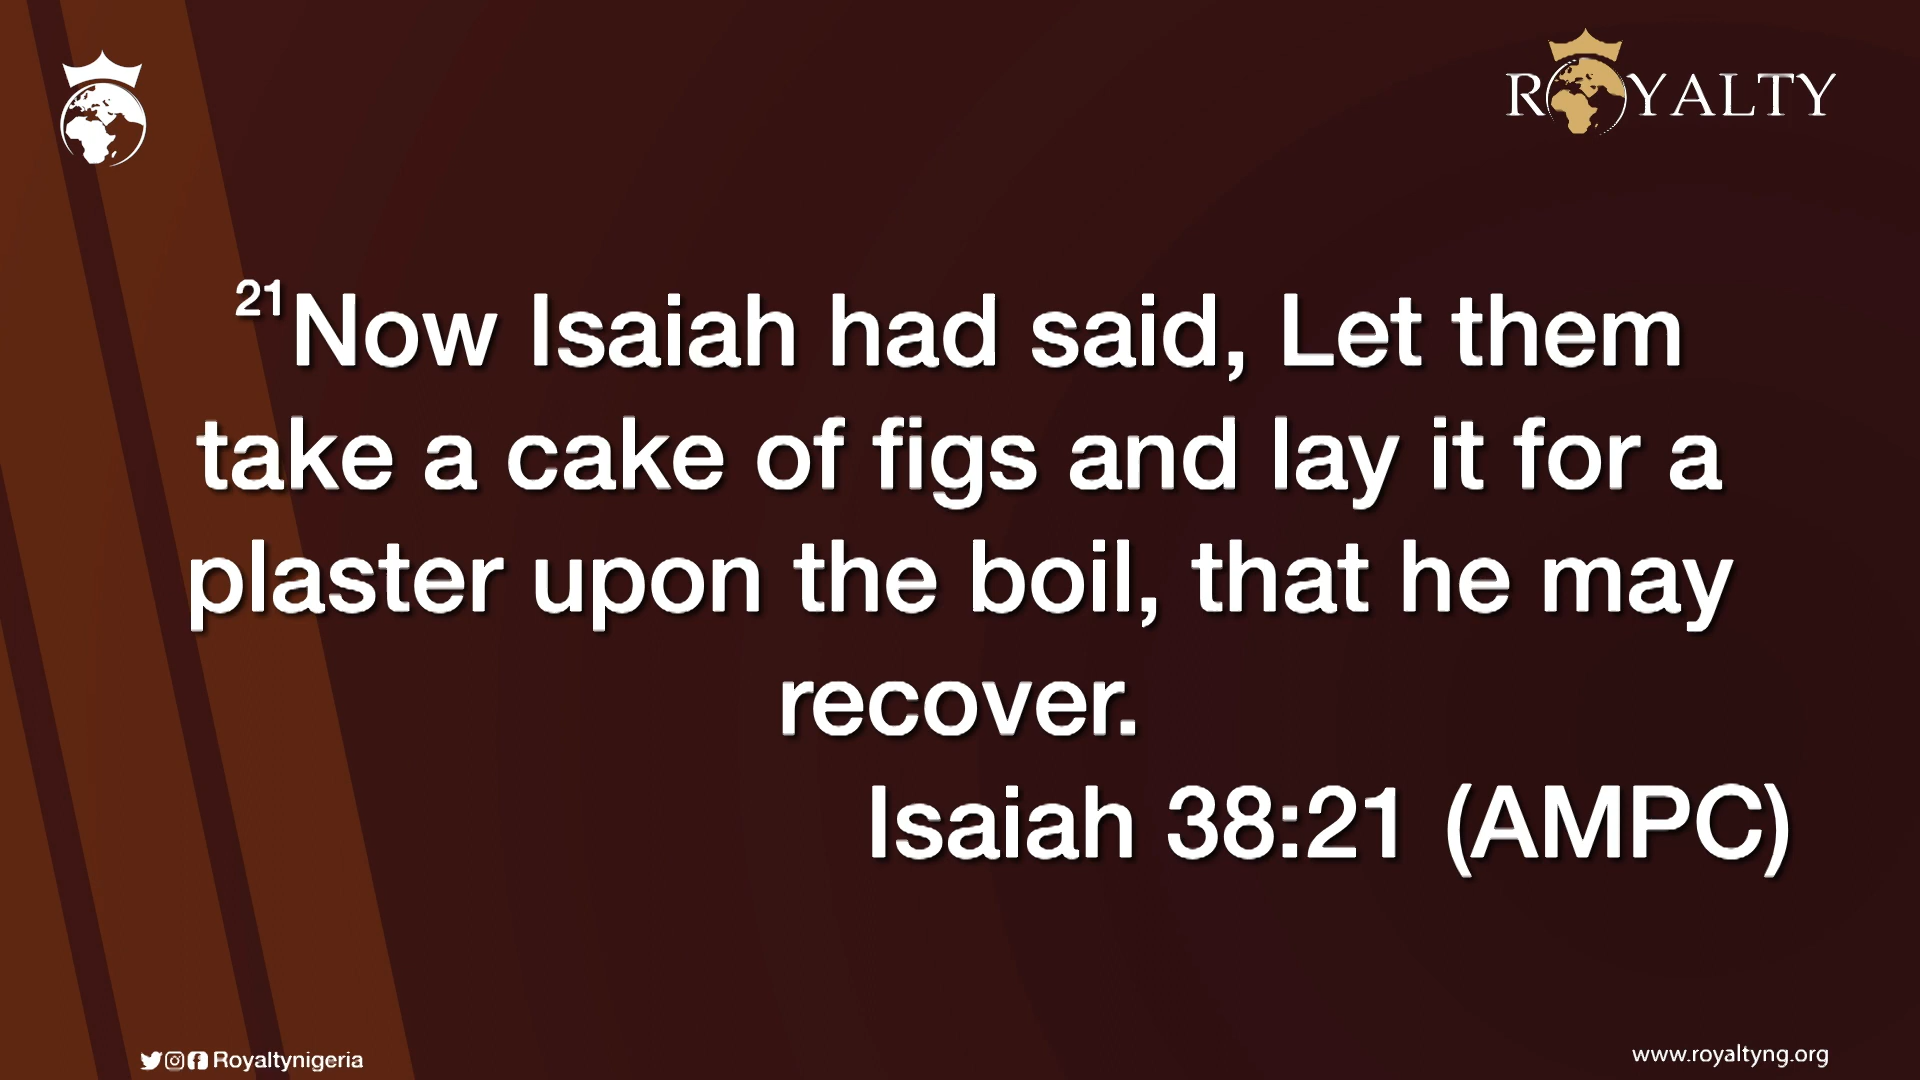 ROYALTY
21Now Isaiah had said, Let them
take a cake of figs and lay it for a
plaster upon the boil, that he may
recover.
Isaiah 38:21 (AMPC)
Royaltynigeria
www.royaltyng.org